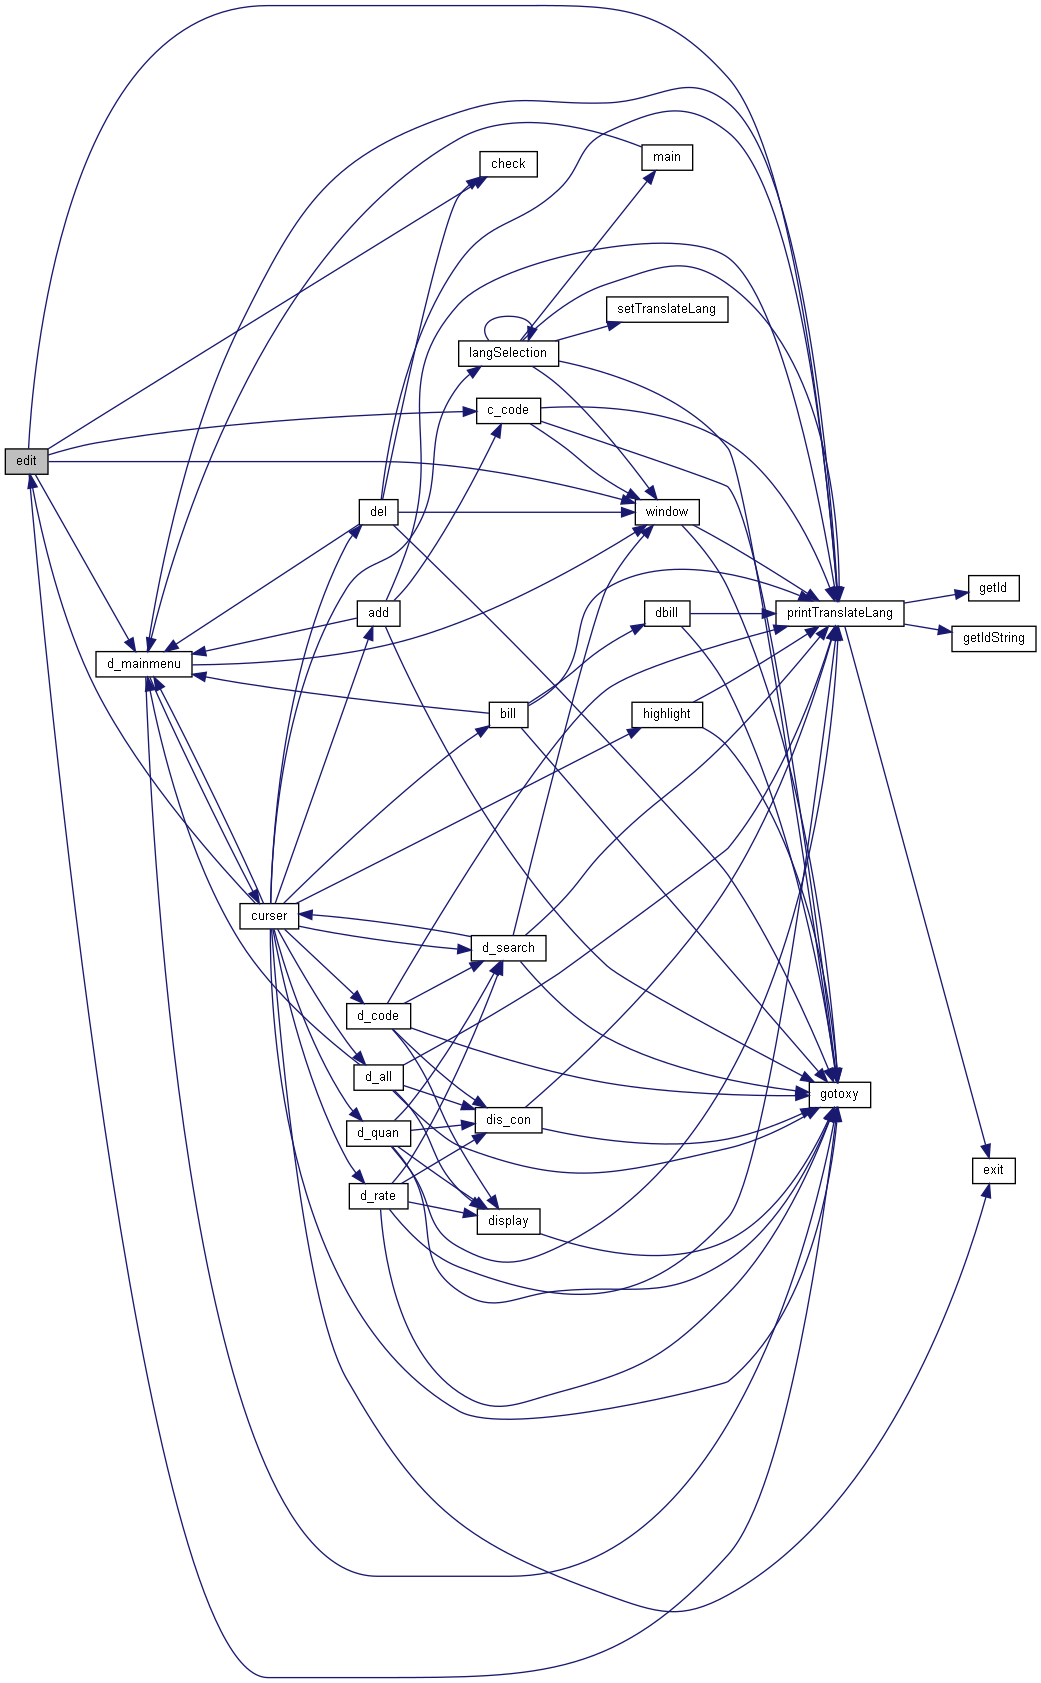 main
check
setTranslateLang
langSelection
c_code
edit
del
window
getId
add
dbill
printTranslateLang
getIdString
d_mainmenu
bill
highlight
curser
d_search
d_code
d_all
gotoxy
dis_con
d_quan
exit
d_rate
display